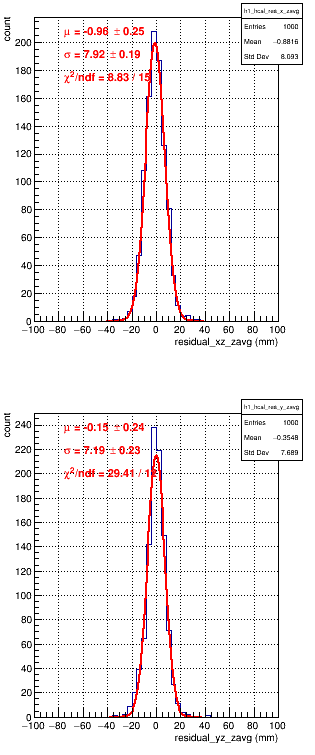 h1_hcal_res_x_zavg
Entries 1000
Mean −0.8816
Std Dev 8.093
μ = -0.96 ± 0.25
σ = 7.92 ± 0.19
χ²/ndf = 8.83 / 15
count
200
180
160
140
120
100
80
60
40
20
0
−100 −80 −60 −40 −20 0 20 40 60 80 100
residual_xz_zavg (mm)
h1_hcal_res_y_zavg
Entries 1000
Mean −0.3548
Std Dev 7.689
μ = -0.15 ± 0.24
σ = 7.19 ± 0.23
χ²/ndf = 29.41 /
count
240
220
200
180
160
140
120
100
80
60
40
20
0
−100 −80 −60 −40 −20 0 20 40 60 80 100
residual_yz_zavg (mm)